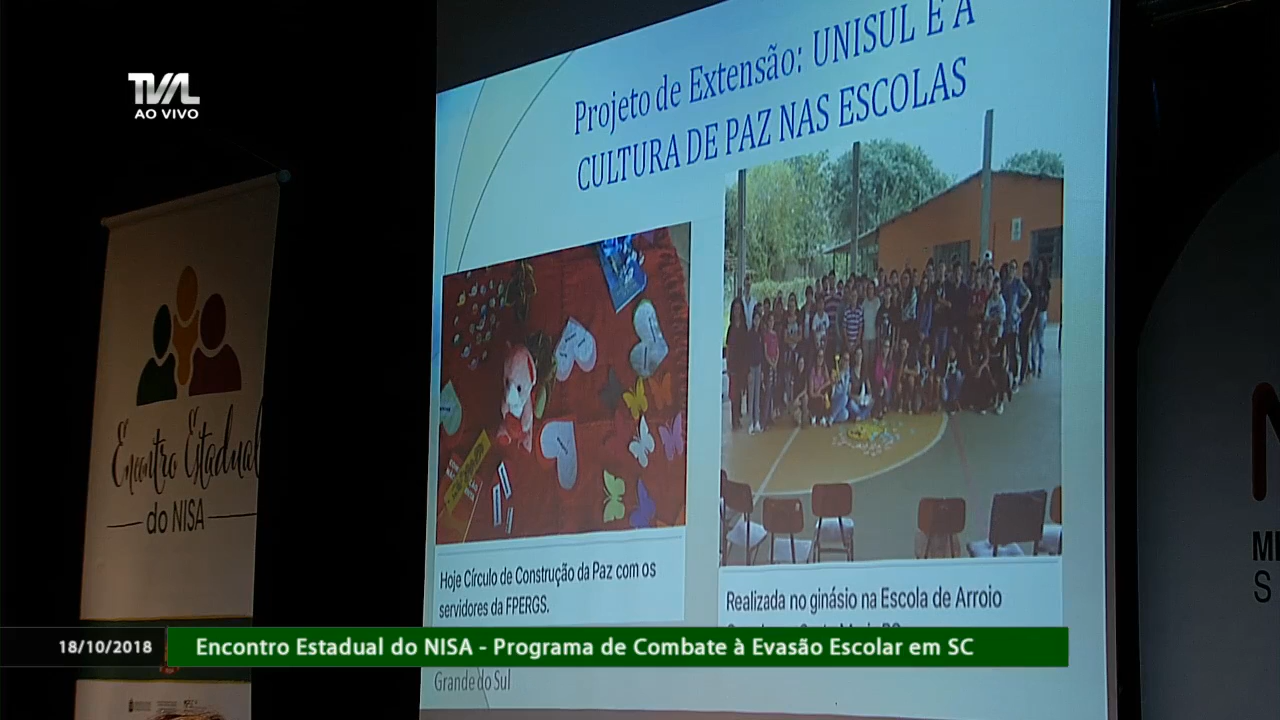 TVAL
AO VIVO
Encontro Estadual
do NISA
Projeto de Extensão: UNISUL E A
CULTURA DE PAZ NAS ESCOLAS
Hoje Círculo de Construção da Paz com os
servidores da FPERGS.
Realizada no ginásio na Escola de Arroio
Grande do Sul
18/10/2018
Encontro Estadual do NISA - Programa de Combate à Evasão Escolar em SC